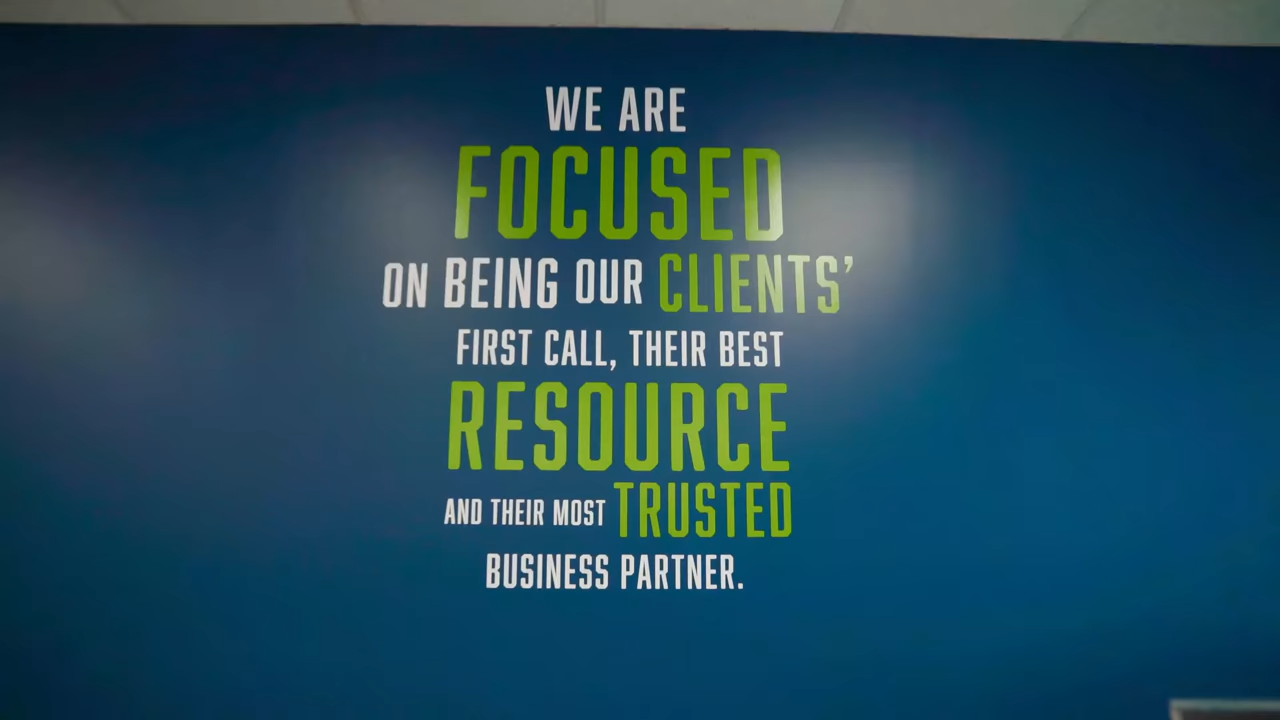 WE ARE
FOCUSED
ON BEING OUR CLIENTS’
FIRST CALL, THEIR BEST
RESOURCE
AND THEIR MOST TRUSTED
BUSINESS PARTNER.